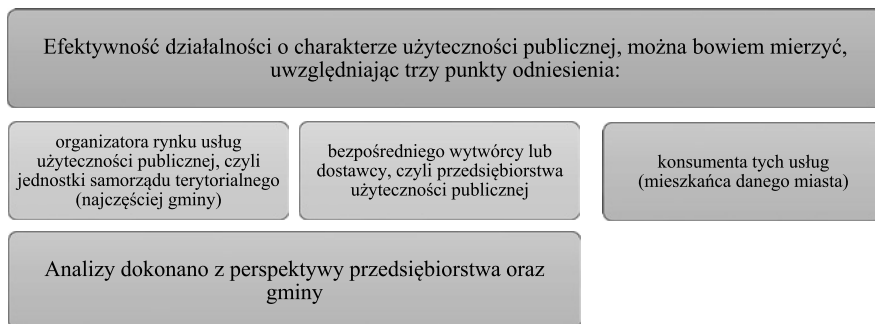 Efektywność działalności o charakterze użyteczności publicznej, można bowiem mierzyć,
uwzględniając trzy punkty odniesienia:
organizatora rynku usług
użyteczności publicznej, czyli
jednostki samorządu terytorialnego
(najczęściej gminy)
bezpośredniego wytwórcy lub
dostawcy, czyli przedsiębiorstwa
użyteczności publicznej
konsumenta tych usług
(mieszkańca danego miasta)
Analizy dokonano z perspektywy przedsiębiorstwa oraz
gminy